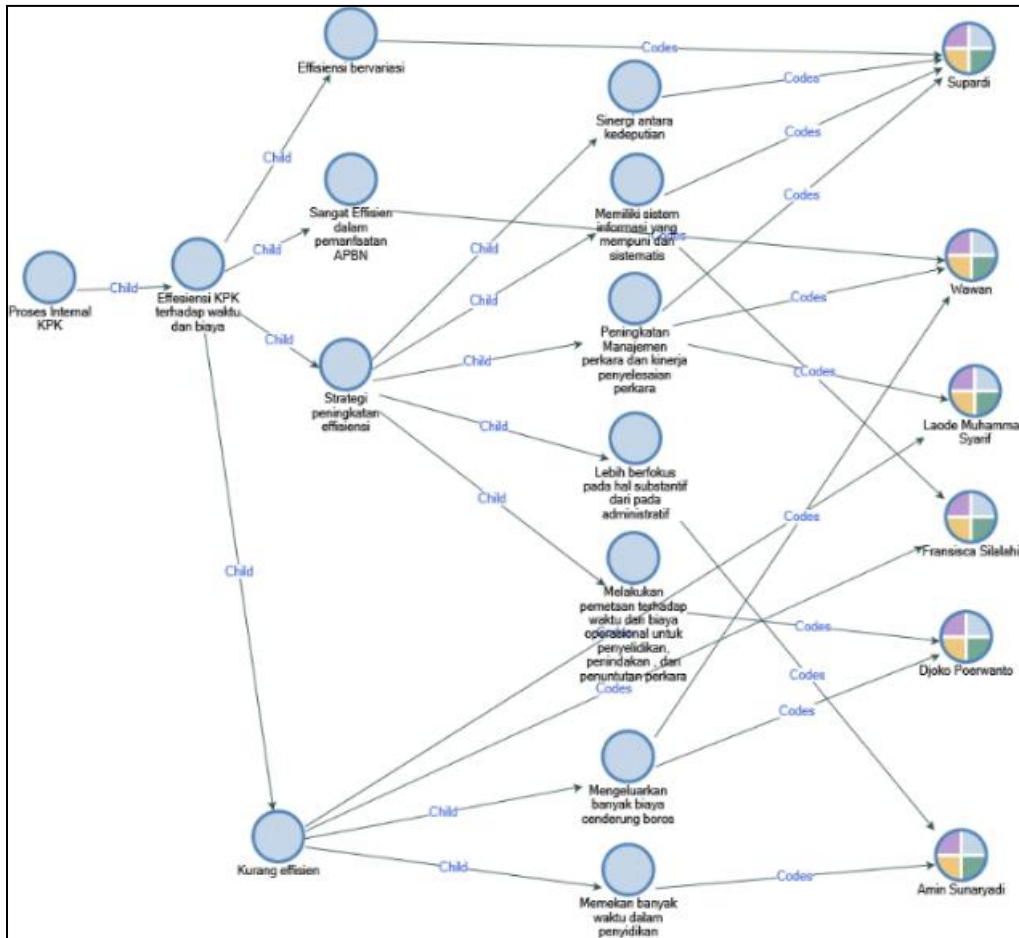 Effisiensi bervariasi
Codes
Supardi
Sinergi antara
kedeputian
Codes
Codes
Child
Child
Sangat Effisien
dalam
pemanfaatan
APBN
Child
Memiliki sistem
informasi yang
mempuni dan
sistematis
Codes
Codes
Wawan
Proses Internal
KPK
Child
Effesiensi KPK
terhadap waktu
dan biaya
Child
Child
Strategi
peningkatan
effisiensi
Child
Peningkatan
Manajemen
perkara dan kinerja
penyelesaian
perkara
Codes
Codes
Laode Muhamma
Syarif
Child
Lebih berfokus
pada hal substantif
dari pada
administratif
Child
Codes
Codes
Fransisca Silalahi
Child
Melakukan
pemetaan terhadap
waktu dari biaya
operasional untuk
penyelidikan,
penindakan , dan
penuntutan perkara
Codes
Codes
Djoko Poerwanto
Codes
Codes
Mengeluarkan
banyak biaya
cenderung boros
Codes
Kurang effisien
Child
Child
Memekan banyak
waktu dalam
penyidikan
Codes
Amin Sunaryadi